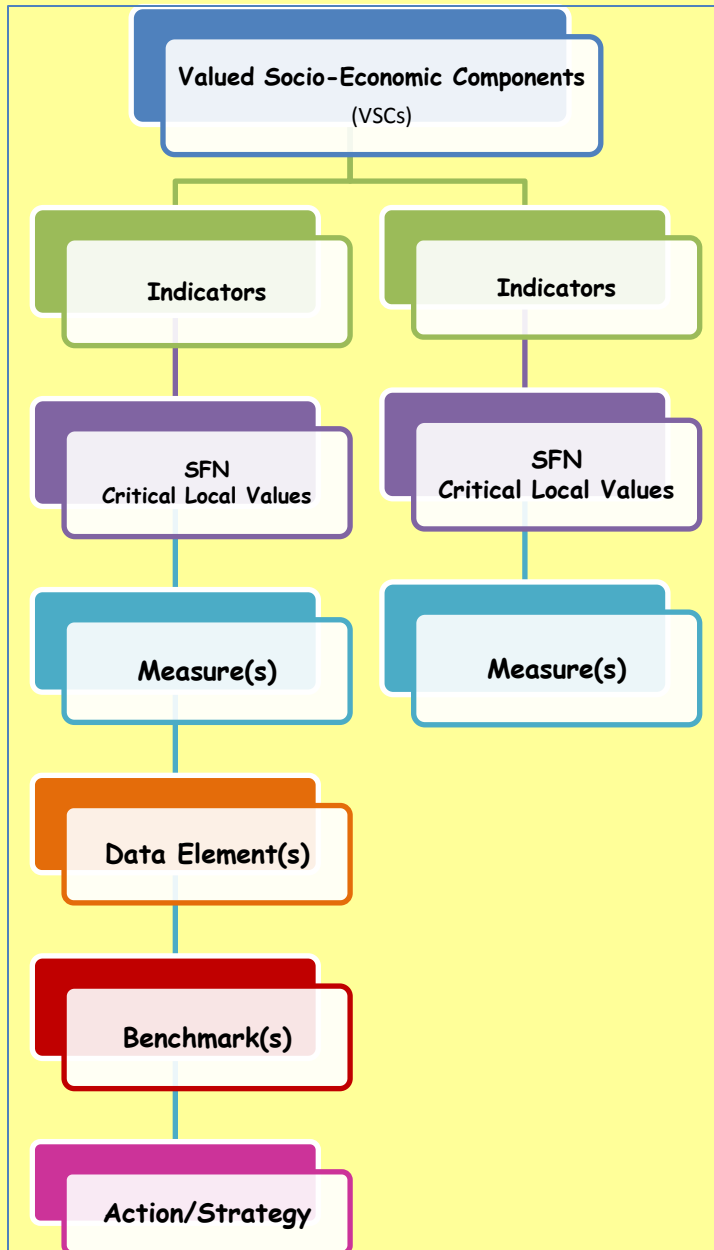 Valued Socio-Economic Components
(VSCs)
Indicators
SFN
Critical Local Values
Measure(s)
Data Element(s)
Benchmark(s)
Action/Strategy
Indicators
SFN
Critical Local Values
Measure(s)